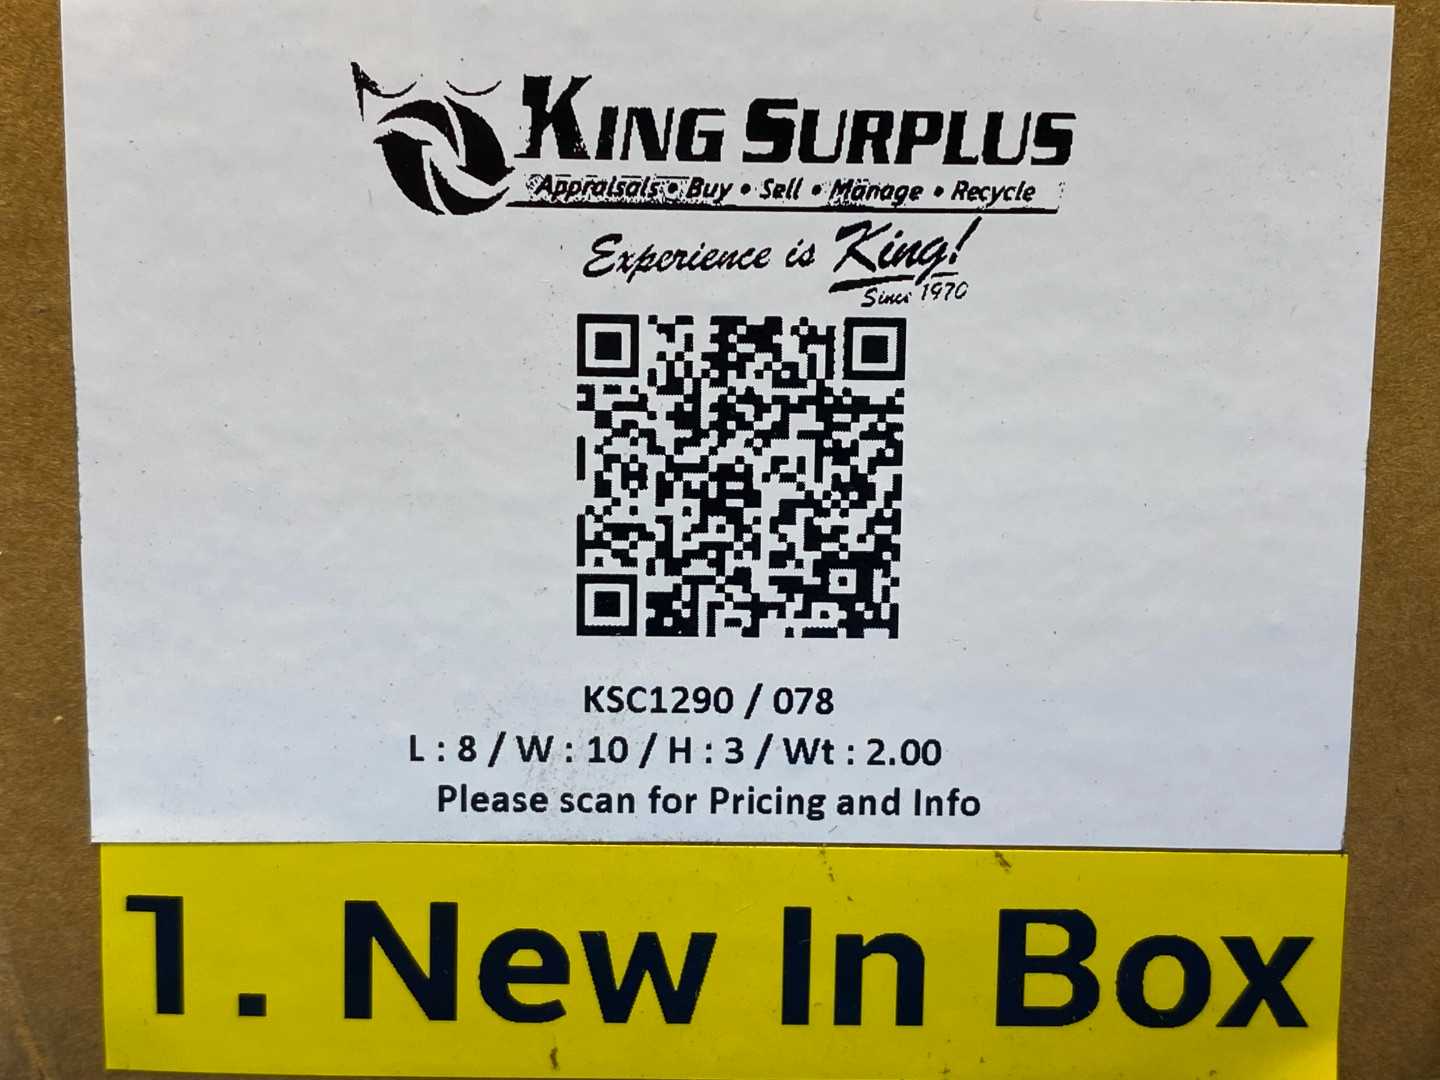 KING SURPLUS
Appraisals • Buy • Sell • Manage • Recycle
Experience is King!
Since 1970
KSC1290 / 078
L : 8 / W : 10 / H : 3 / Wt : 2.00
Please scan for Pricing and Info
1. New In Box